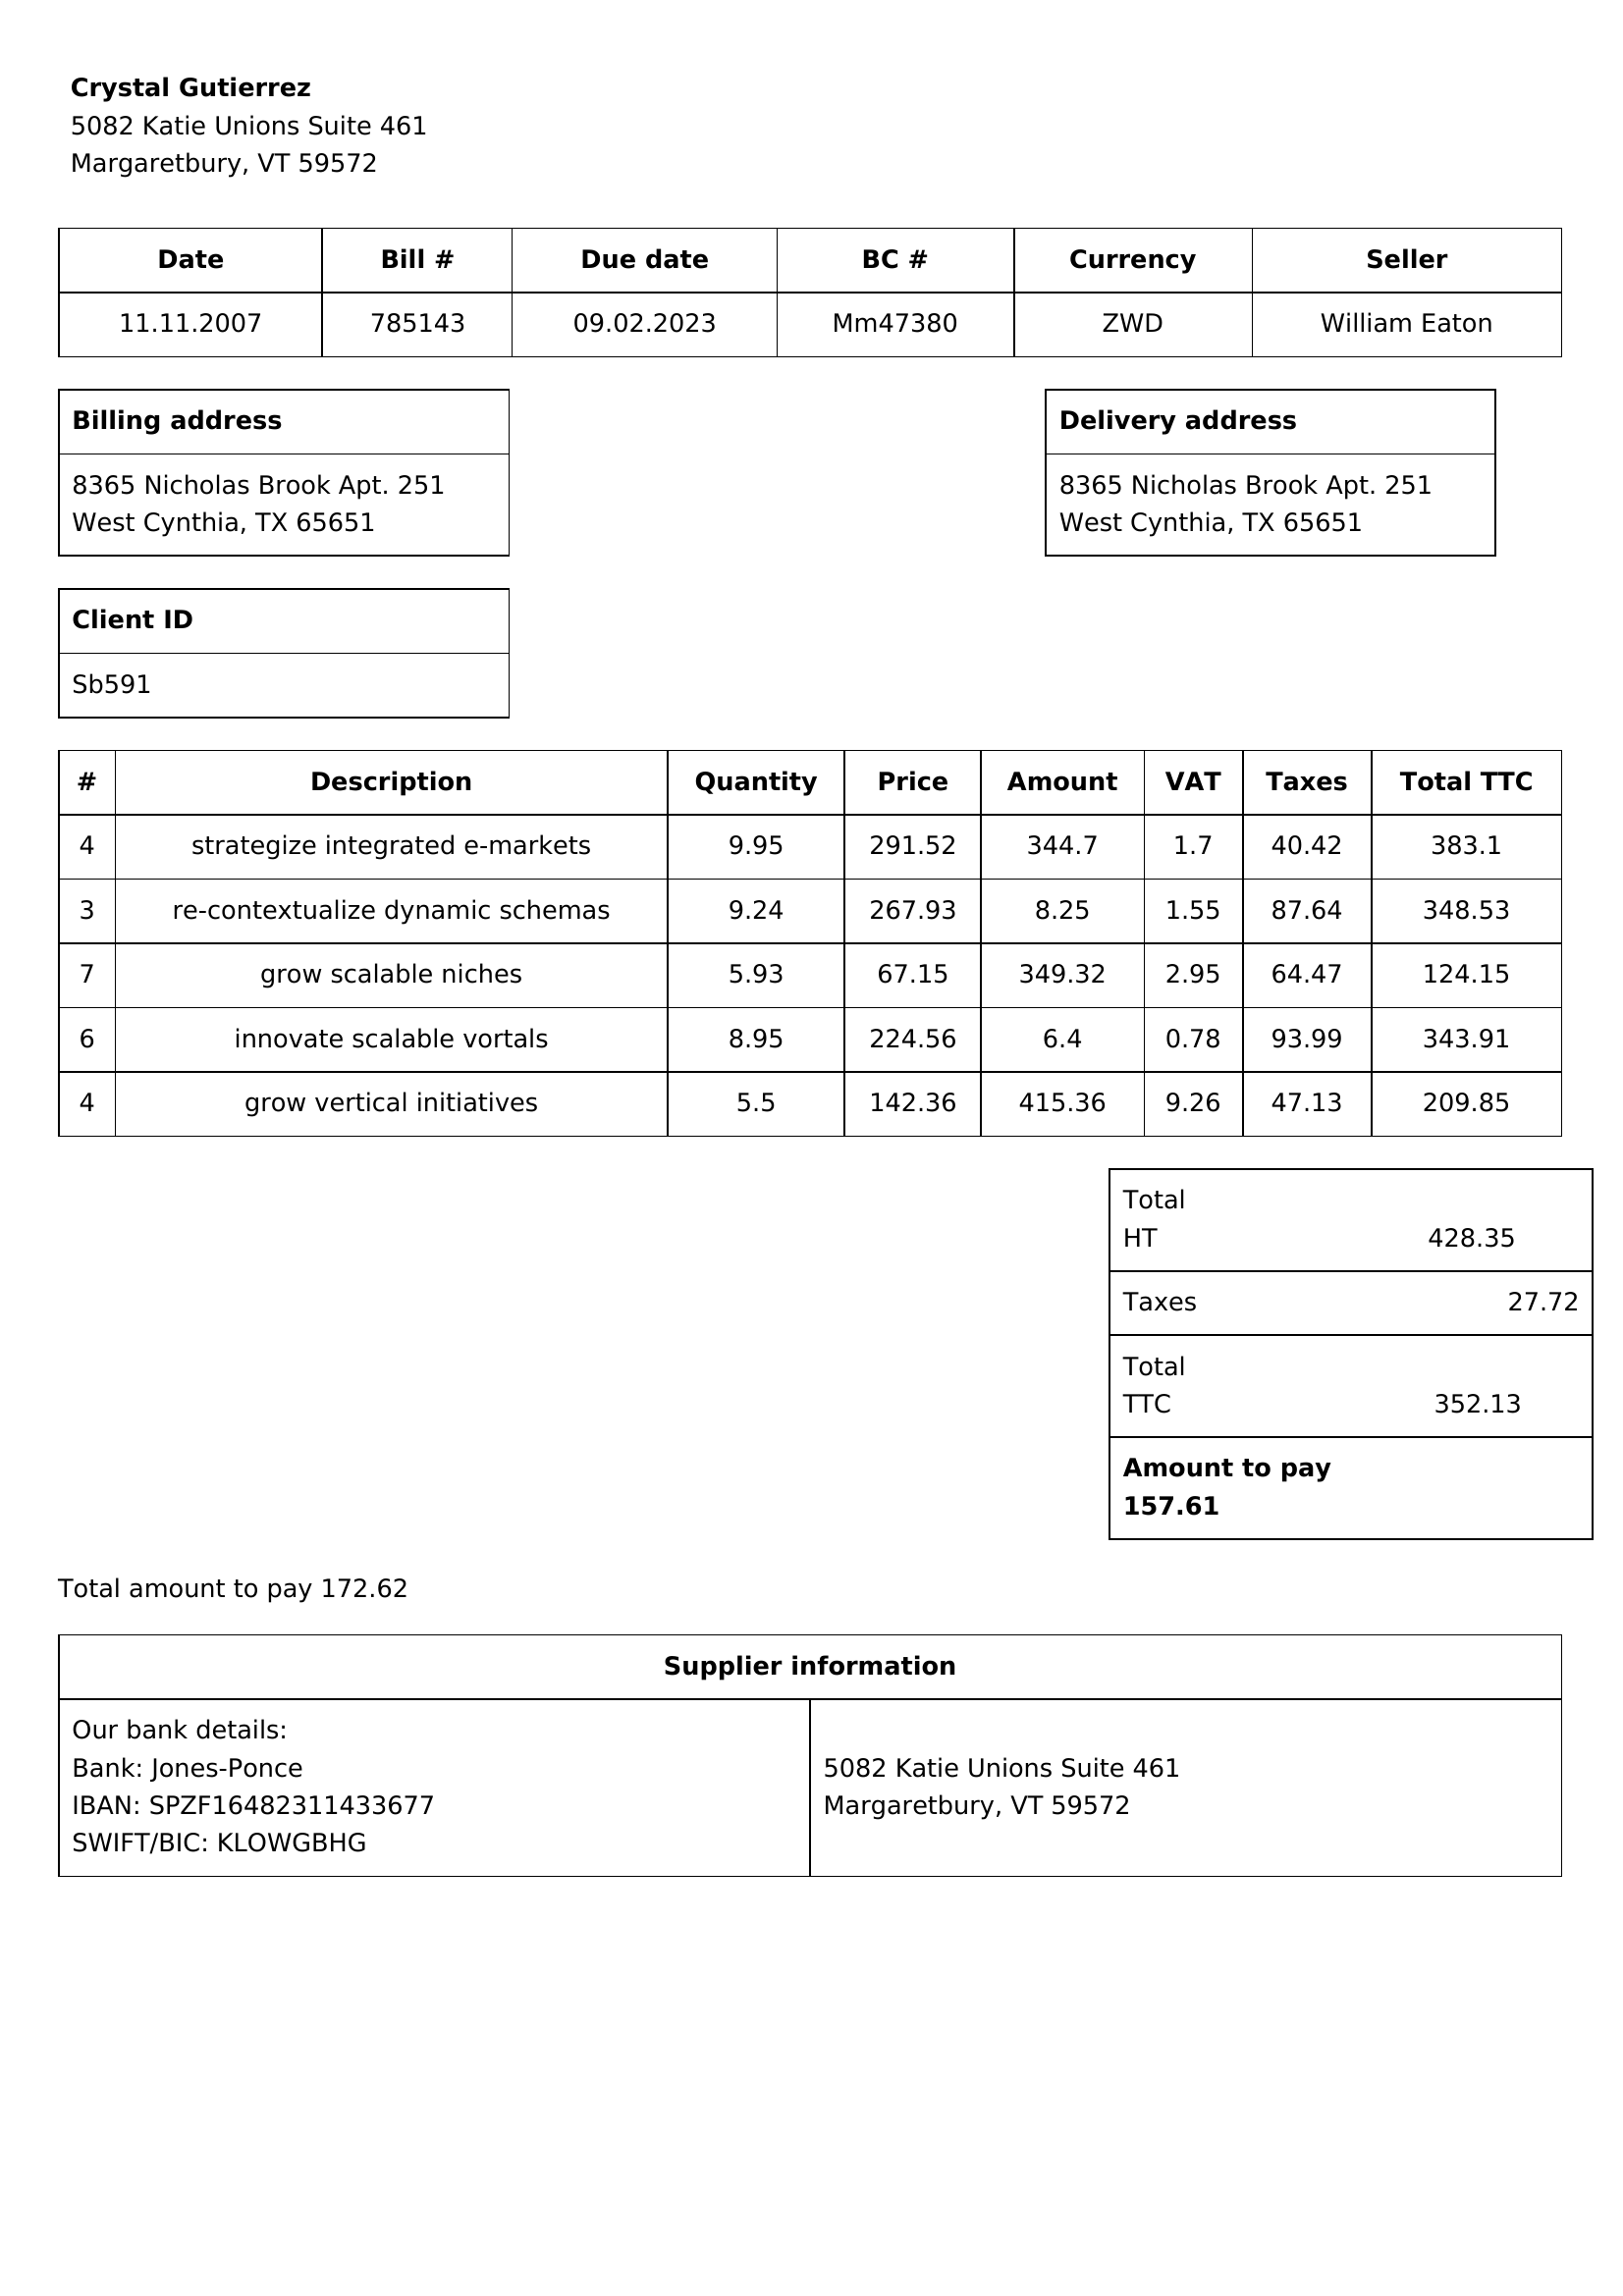 Crystal Gutierrez
5082 Katie Unions Suite 461
Margaretbury, VT 59572
Date Bill # Due date BC # Currency Seller
11.11.2007 785143 09.02.2023 Mm47380 ZWD William Eaton
Billing address
8365 Nicholas Brook Apt. 251
West Cynthia, TX 65651
Delivery address
8365 Nicholas Brook Apt. 251
West Cynthia, TX 65651
Client ID
Sb591
# Description Quantity Price Amount VAT Taxes Total TTC
4 strategize integrated e-markets 9.95 291.52 344.7 1.7 40.42 383.1
3 re-contextualize dynamic schemas 9.24 267.93 8.25 1.55 87.64 348.53
7 grow scalable niches 5.93 67.15 349.32 2.95 64.47 124.15
6 innovate scalable vortals 8.95 224.56 6.4 0.78 93.99 343.91
4 grow vertical initiatives 5.5 142.36 415.36 9.26 47.13 209.85
Total
HT 428.35
Taxes 27.72
Total
TTC 352.13
Amount to pay
157.61
Total amount to pay 172.62
Supplier information
Our bank details:
Bank: Jones-Ponce
IBAN: SPZF16482311433677
SWIFT/BIC: KLOWGBHG
5082 Katie Unions Suite 461
Margaretbury, VT 59572